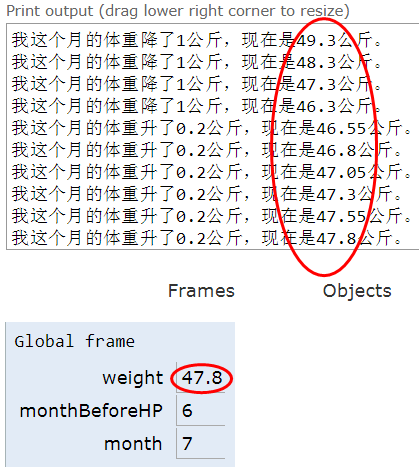 Print output (drag lower right corner to resize)
我这个月的体重降了1公斤，现在是49.3公斤。
我这个月的体重降了1公斤，现在是48.3公斤。
我这个月的体重降了1公斤，现在是47.3公斤。
我这个月的体重降了1公斤，现在是46.3公斤。
我这个月的体重升了0.2公斤，现在是46.55公斤。
我这个月的体重升了0.2公斤，现在是46.8公斤。
我这个月的体重升了0.2公斤，现在是47.05公斤。
我这个月的体重升了0.2公斤，现在是47.3公斤。
我这个月的体重升了0.2公斤，现在是47.55公斤。
我这个月的体重升了0.2公斤，现在是47.8公斤。
Frames Objects
Global frame
weight 47.8
monthBeforeHP 6
month 7